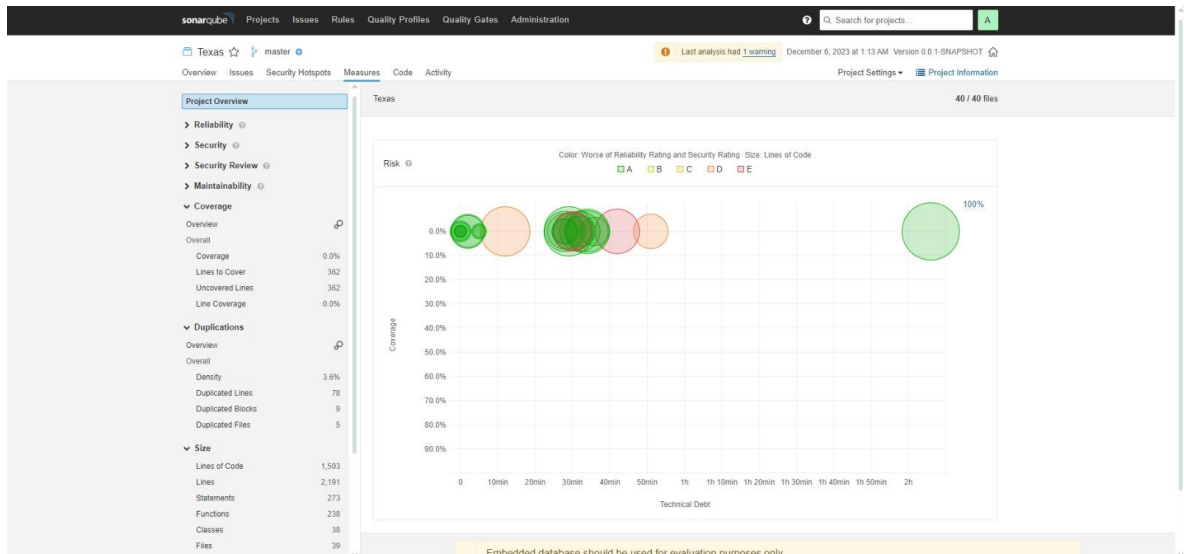 sonarqube Projects Issues Rules Quality Profiles Quality Gates Administration ? Search for projects... A
Texas master Last analysis had 1 warning December 6, 2023 at 1:13 AM Version 0.0.1-SNAPSHOT
Overview Issues Security Hotspots Measures Code Activity Project Settings Project Information
Project Overview
Reliability
Security
Security Review
Maintainability
Coverage
Overview
Overall
Coverage 0.0%
Lines to Cover 362
Uncovered Lines 362
Line Coverage 0.0%
Duplications
Overview
Overall
Density 3.6%
Duplicated Lines 78
Duplicated Blocks 9
Duplicated Files 5
Size
Lines of Code 1,503
Lines 2,191
Statements 273
Functions 238
Classes 38
Files 39
Texas 40 / 40 files
Risk
Color: Worse of Reliability Rating and Security Rating Size: Lines of Code
A B C D E
100%
0.0%
10.0%
20.0%
30.0%
40.0%
50.0%
60.0%
70.0%
80.0%
90.0%
Coverage
0 10min 20min 30min 40min 50min 1h 1h 10min 1h 20min 1h 30min 1h 40min 1h 50min 2h
Technical Debt
Embedded database should be used for evaluation purposes only